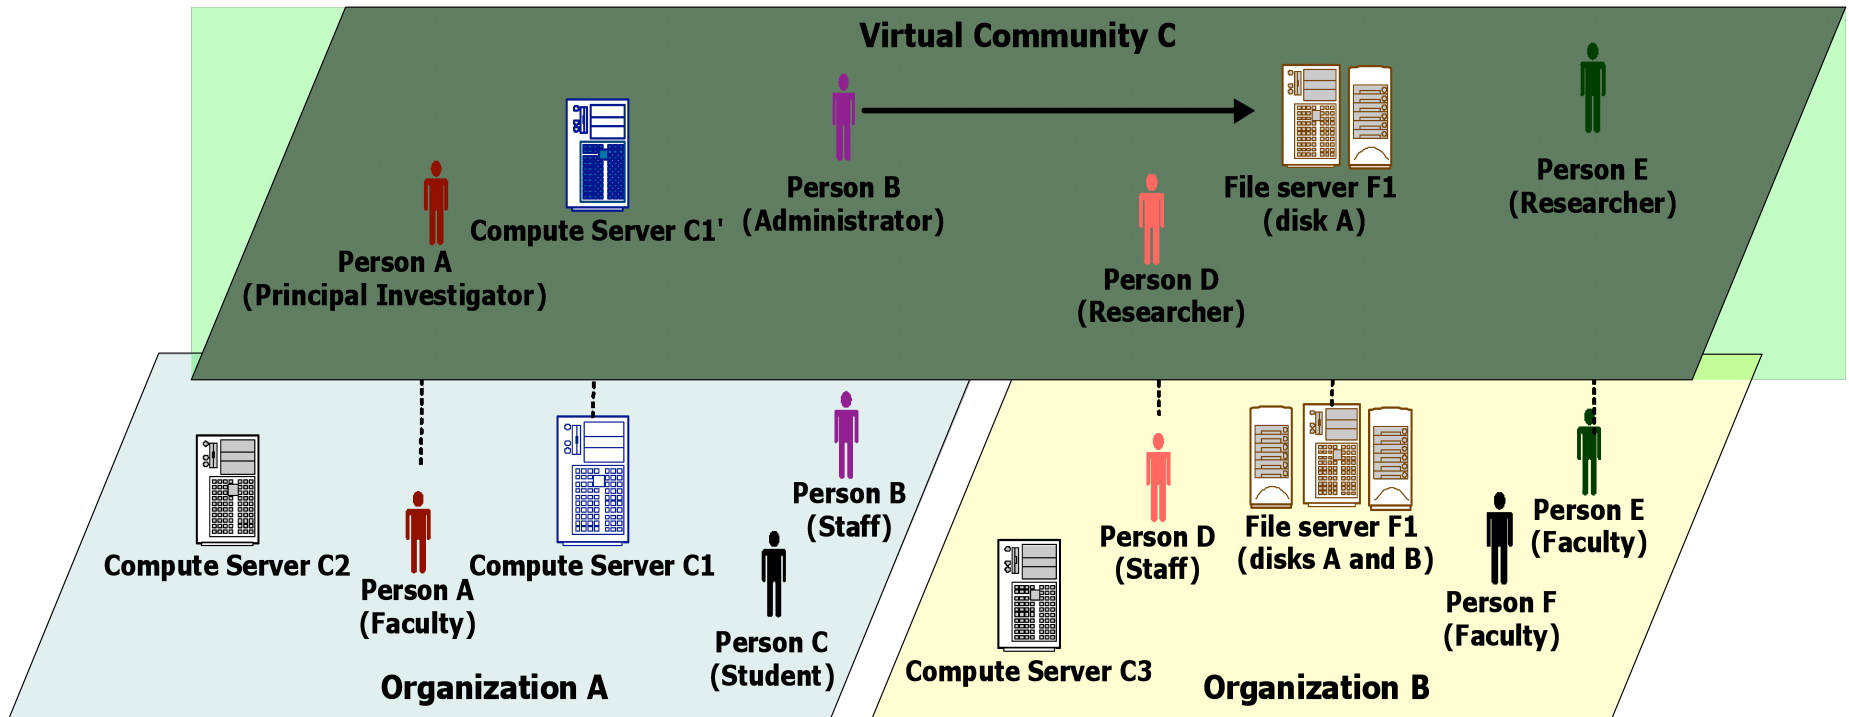 Virtual Community C
Person A
(Principal Investigator)
Compute Server C1'
Person B
(Administrator)
Person D
(Researcher)
File server F1
(disk A)
Person E
(Researcher)
Compute Server C2
Person A
(Faculty)
Compute Server C1
Person B
(Staff)
Person C
(Student)
Organization A
Compute Server C3
Person D
(Staff)
File server F1
(disks A and B)
Person E
(Faculty)
Person F
(Faculty)
Organization B